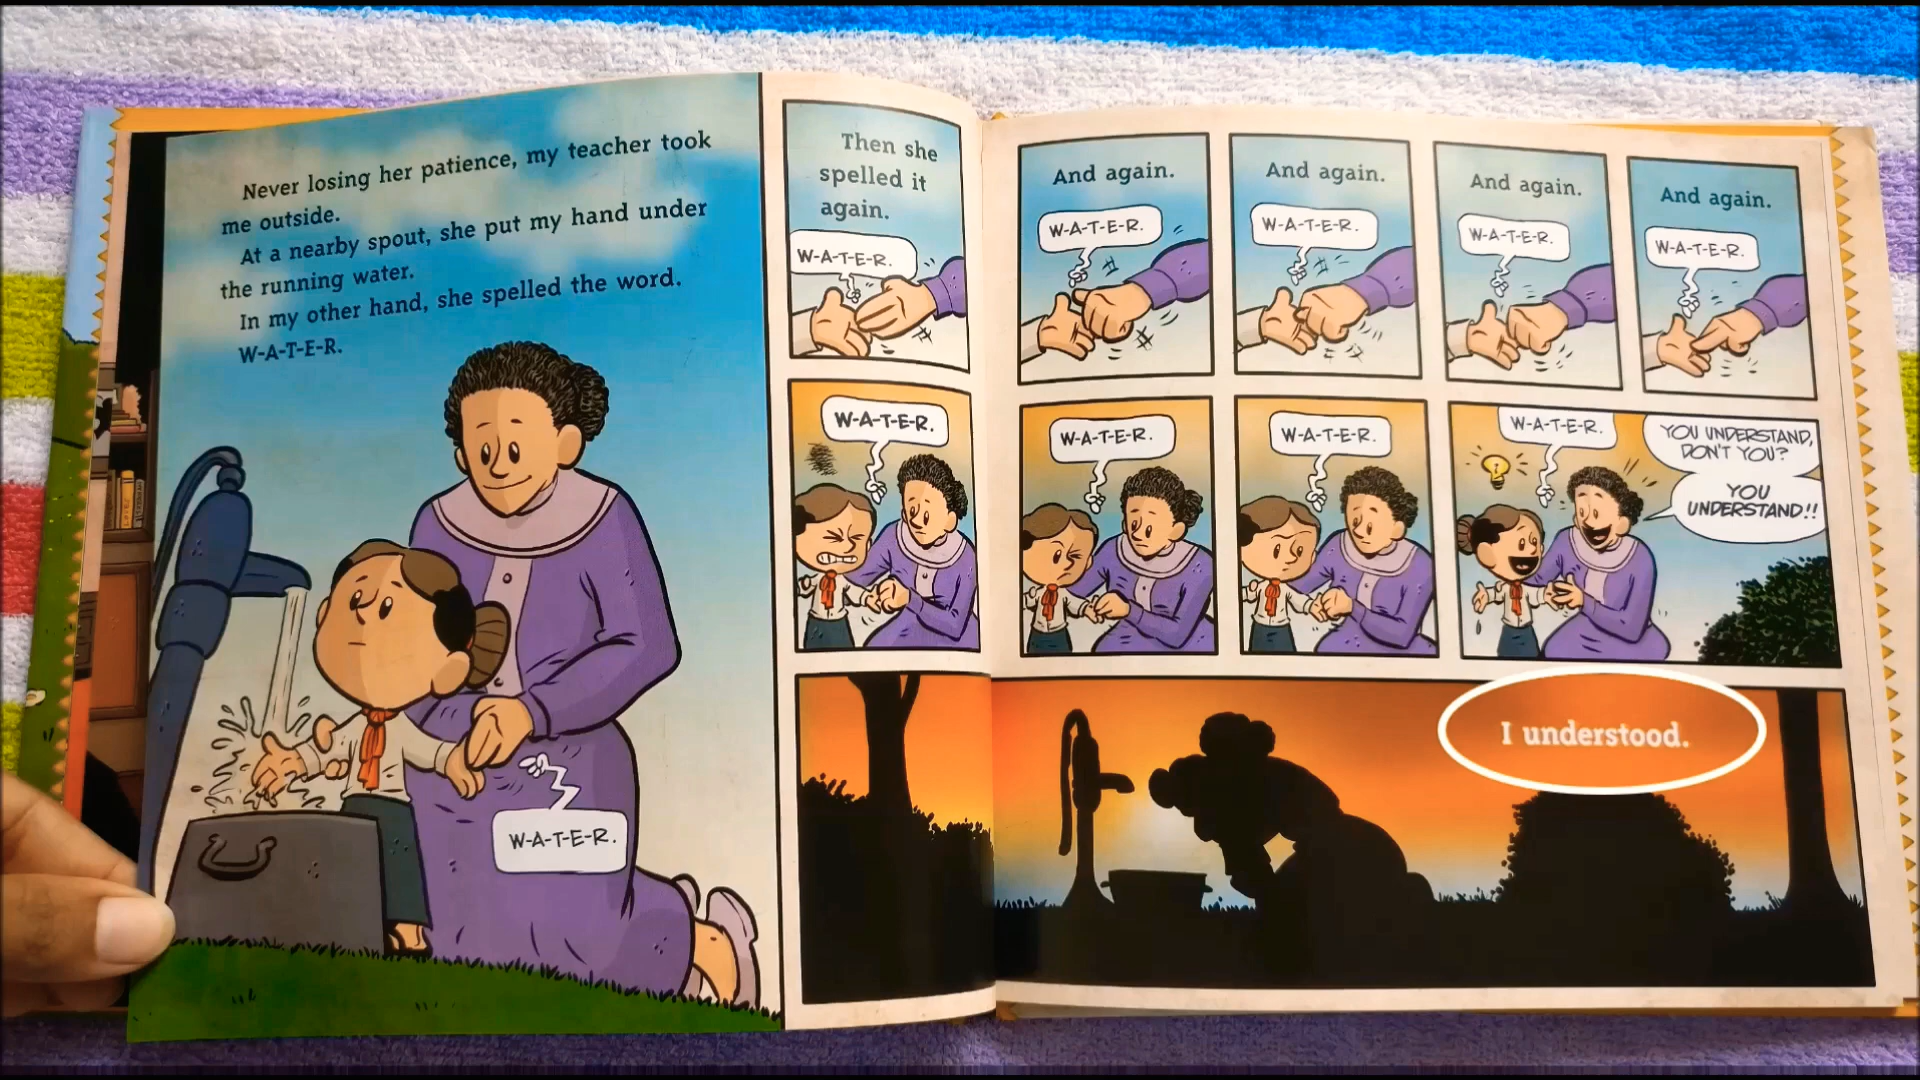 Never losing her patience, my teacher took
me outside.
At a nearby spout, she put my hand under
the running water.
In my other hand, she spelled the word.
W-A-T-E-R.
W-A-T-E-R.
Then she
spelled it
again.
W-A-T-E-R.
And again.
W-A-T-E-R.
And again.
W-A-T-E-R.
And again.
W-A-T-E-R.
And again.
W-A-T-E-R.
W-A-T-E-R.
W-A-T-E-R.
W-A-T-E-R.
W-A-T-E-R.
YOU UNDERSTAND,
DON'T YOU?
YOU
UNDERSTAND!!
I understood.